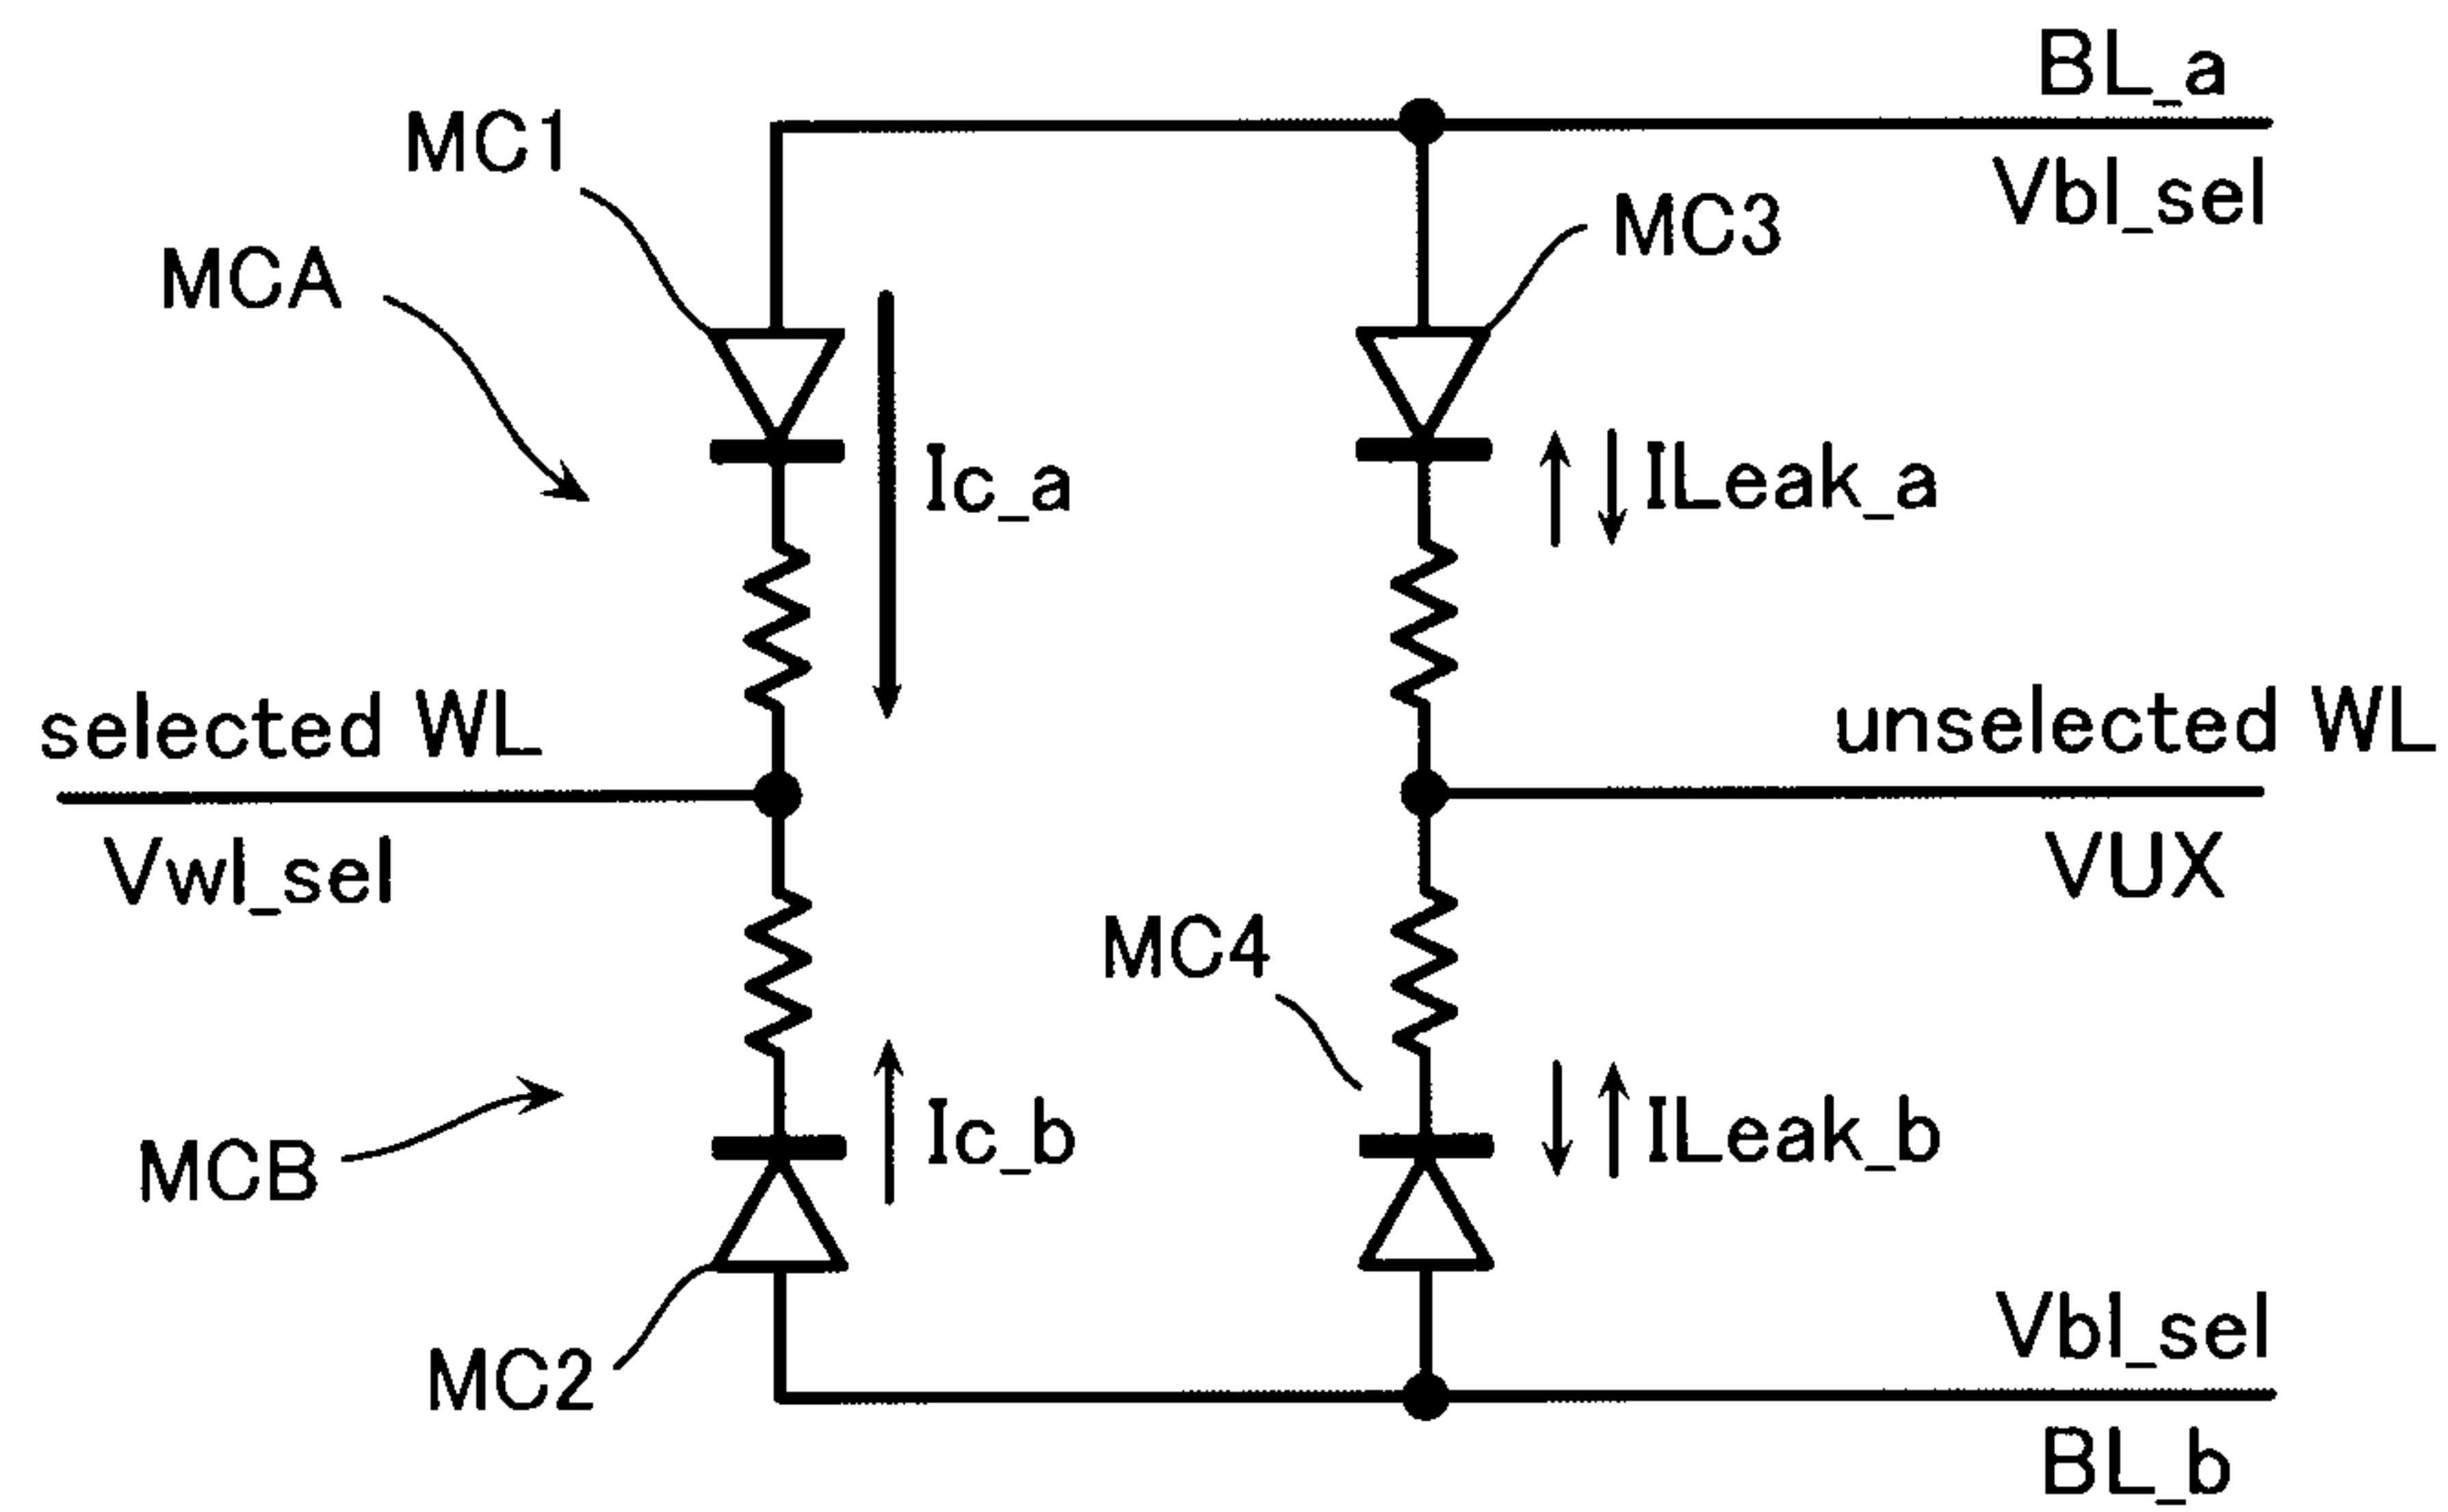 BL_a
MC1
Vbl_sel
MC3
MCA
Ic_a
ILeak_a
selected WL
unselected WL
Vwl_sel
VUX
MC4
Ic_b
ILeak_b
MCB
Vbl_sel
MC2
BL_b